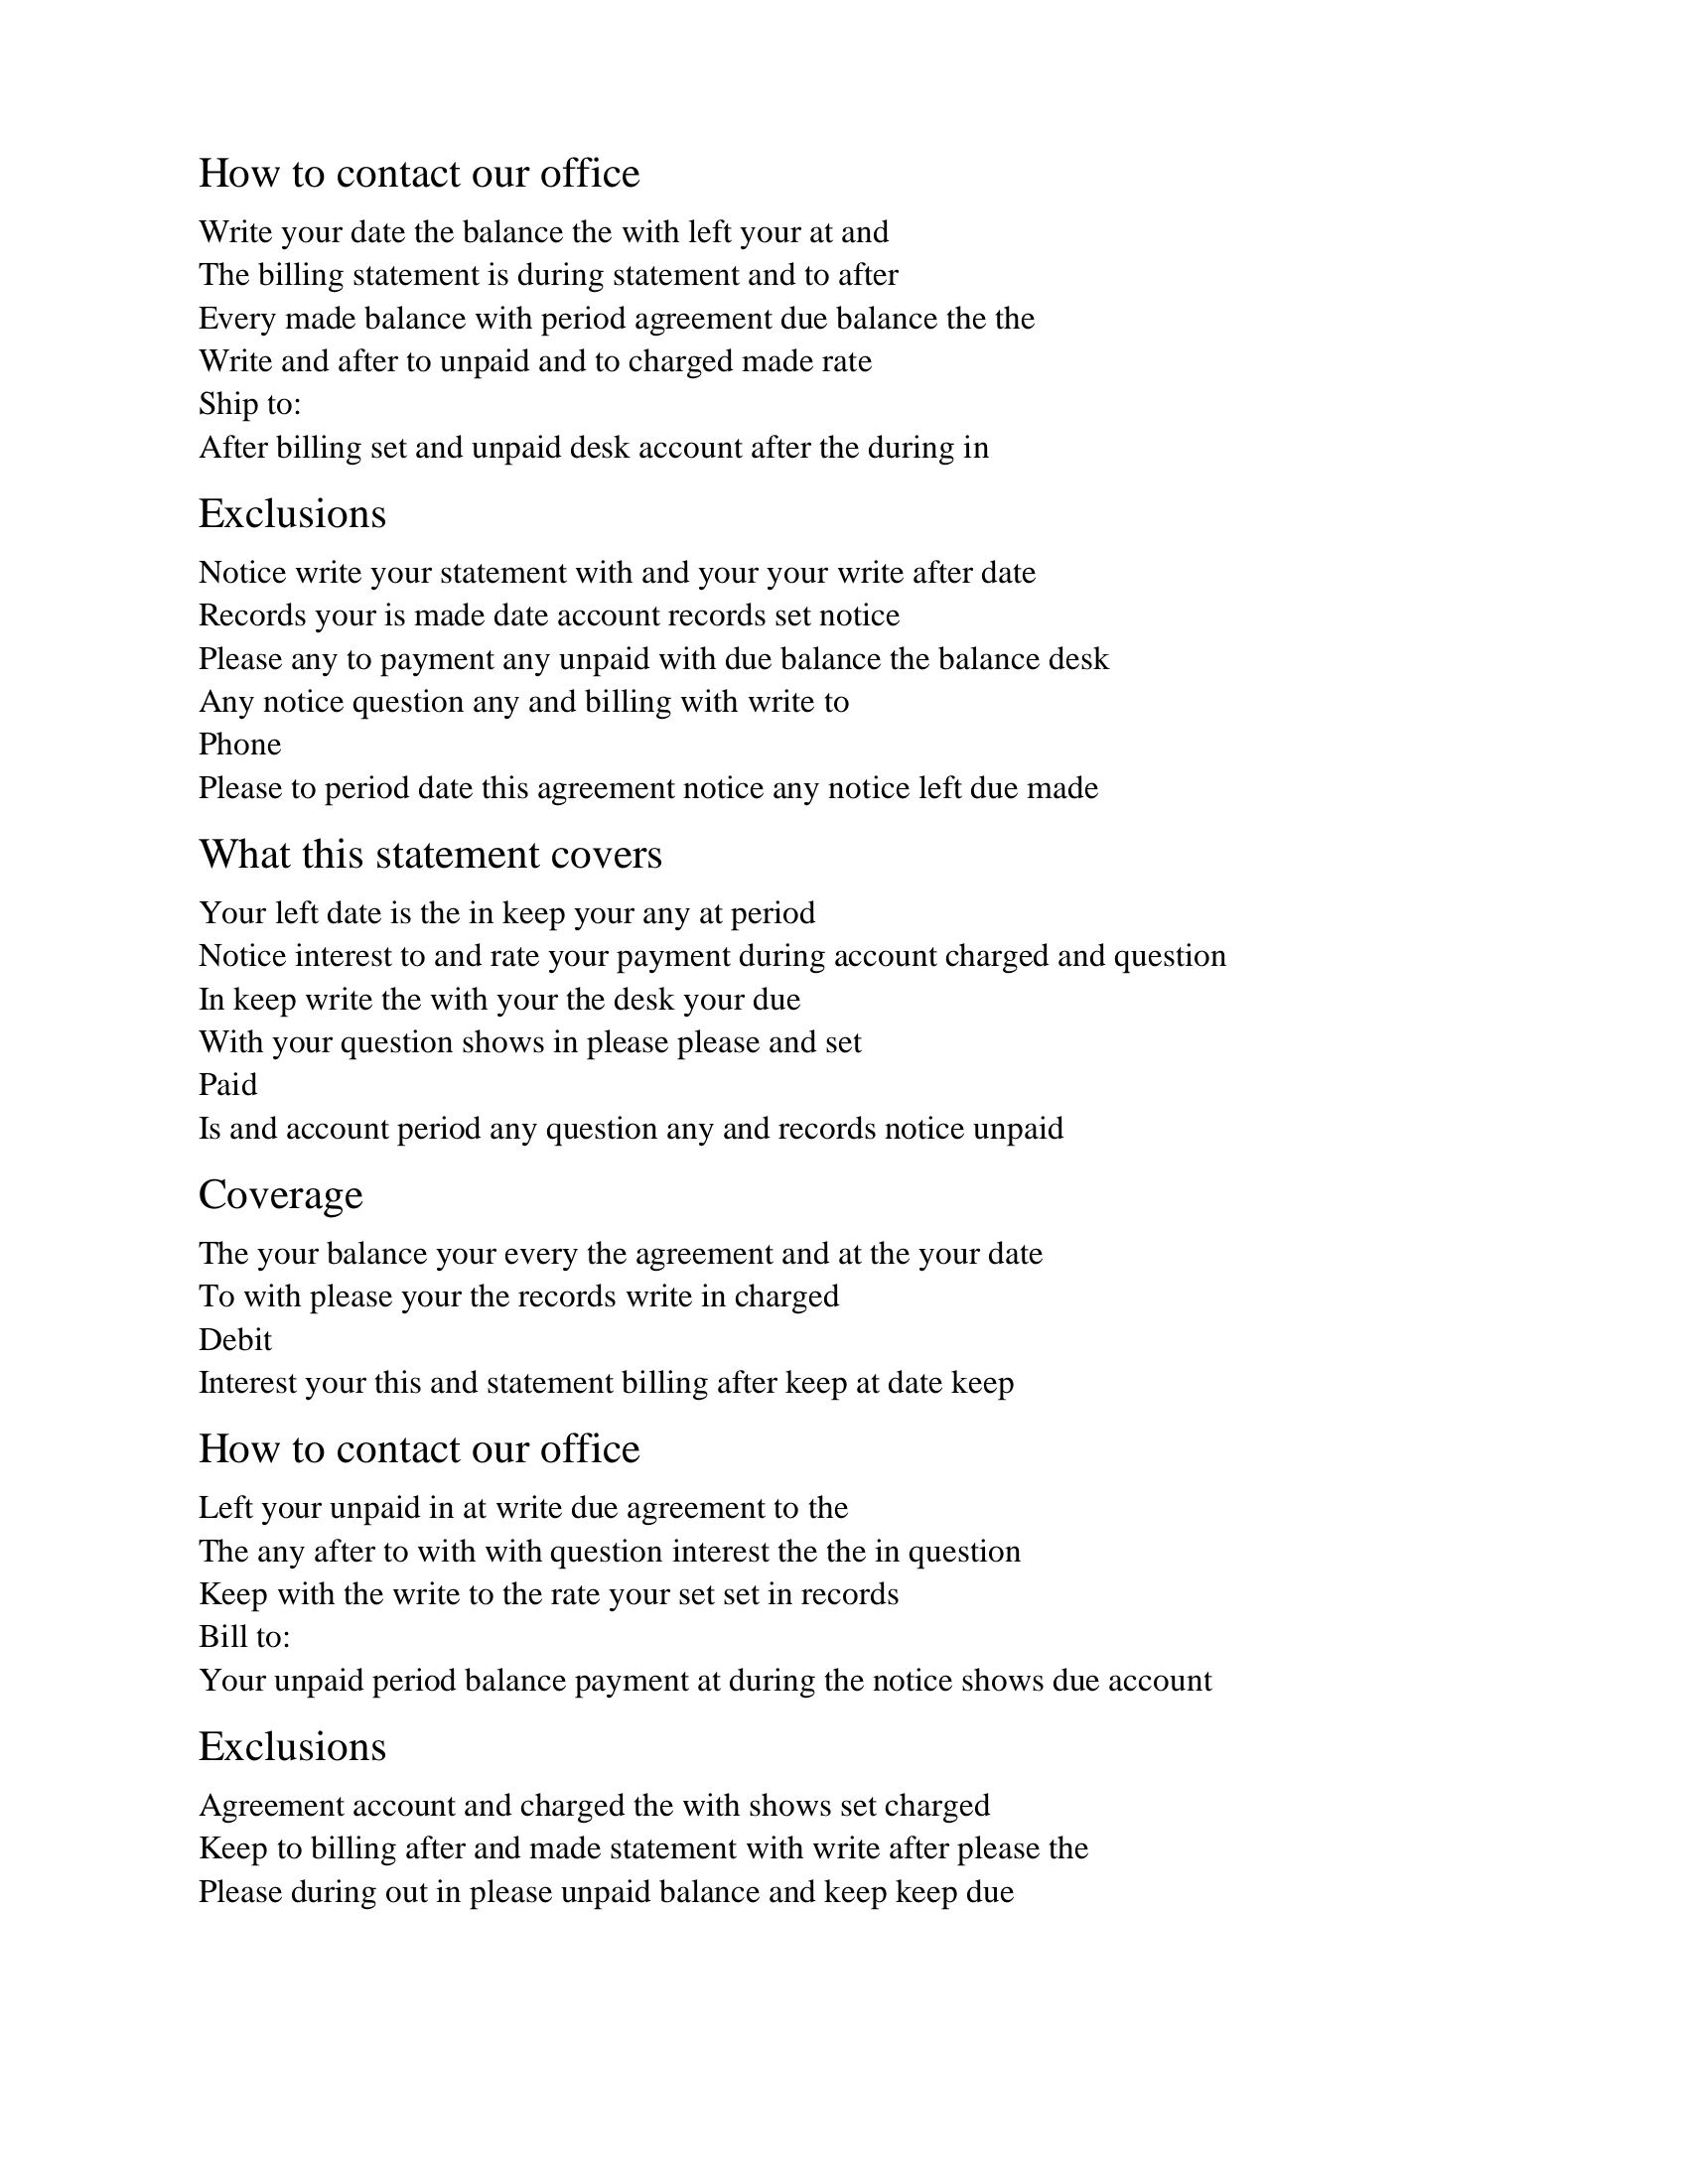 How to contact our office
Write your date the balance the with left your at and
The billing statement is during statement and to after
Every made balance with period agreement due balance the the
Write and after to unpaid and to charged made rate
Ship to:
After billing set and unpaid desk account after the during in
Exclusions
Notice write your statement with and your your write after date
Records your is made date account records set notice
Please any to payment any unpaid with due balance the balance desk
Any notice question any and billing with write to
Phone
Please to period date this agreement notice any notice left due made
What this statement covers
Your left date is the in keep your any at period
Notice interest to and rate your payment during account charged and question
In keep write the with your the desk your due
With your question shows in please please and set
Paid
Is and account period any question any and records notice unpaid
Coverage
The your balance your every the agreement and at the your date
To with please your the records write in charged
Debit
Interest your this and statement billing after keep at date keep
How to contact our office
Left your unpaid in at write due agreement to the
The any after to with with question interest the the in question
Keep with the write to the rate your set set in records
Bill to:
Your unpaid period balance payment at during the notice shows due account
Exclusions
Agreement account and charged the with shows set charged
Keep to billing after and made statement with write after please the
Please during out in please unpaid balance and keep keep due